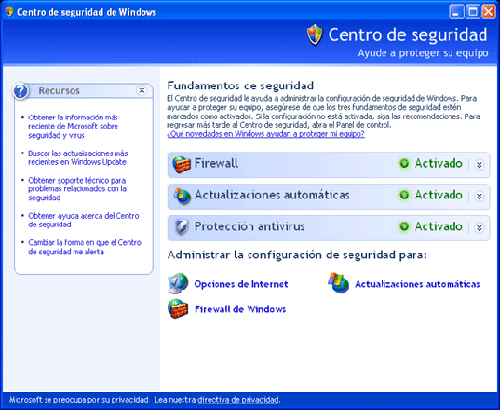 Centro de seguridad de Windows
Centro de seguridad
Ayude a proteger su equipo
Recursos
Obtener la información más
reciente de Microsoft sobre
seguridad y virus
Buscar las actualizaciones más
recientes en Windows Update
Obtener soporte técnico para
problemas relacionados con la
seguridad
Obtener ayuda acerca del Centro
de seguridad
Cambiar la forma en que el Centro
de seguridad me alerta
Fundamentos de seguridad
El Centro de seguridad le ayuda a administrar la configuración de seguridad de Windows. Para
ayudar a proteger su equipo, asegúrese de que los tres fundamentos de seguridad estén
marcados como activado. Si la configuración no está activada, siga las recomendaciones. Para
regresar más tarde al Centro de seguridad, abra el Panel de control.
¿Qué novedades en Windows ayudar a proteger mi equipo?
Firewall Activado
Actualizaciones automáticas Activado
Protección antivirus Activado
Administrar la configuración de seguridad para:
Opciones de Internet Actualizaciones automáticas
Firewall de Windows
Microsoft se preocupa por su privacidad. Lea nuestra directiva de privacidad.